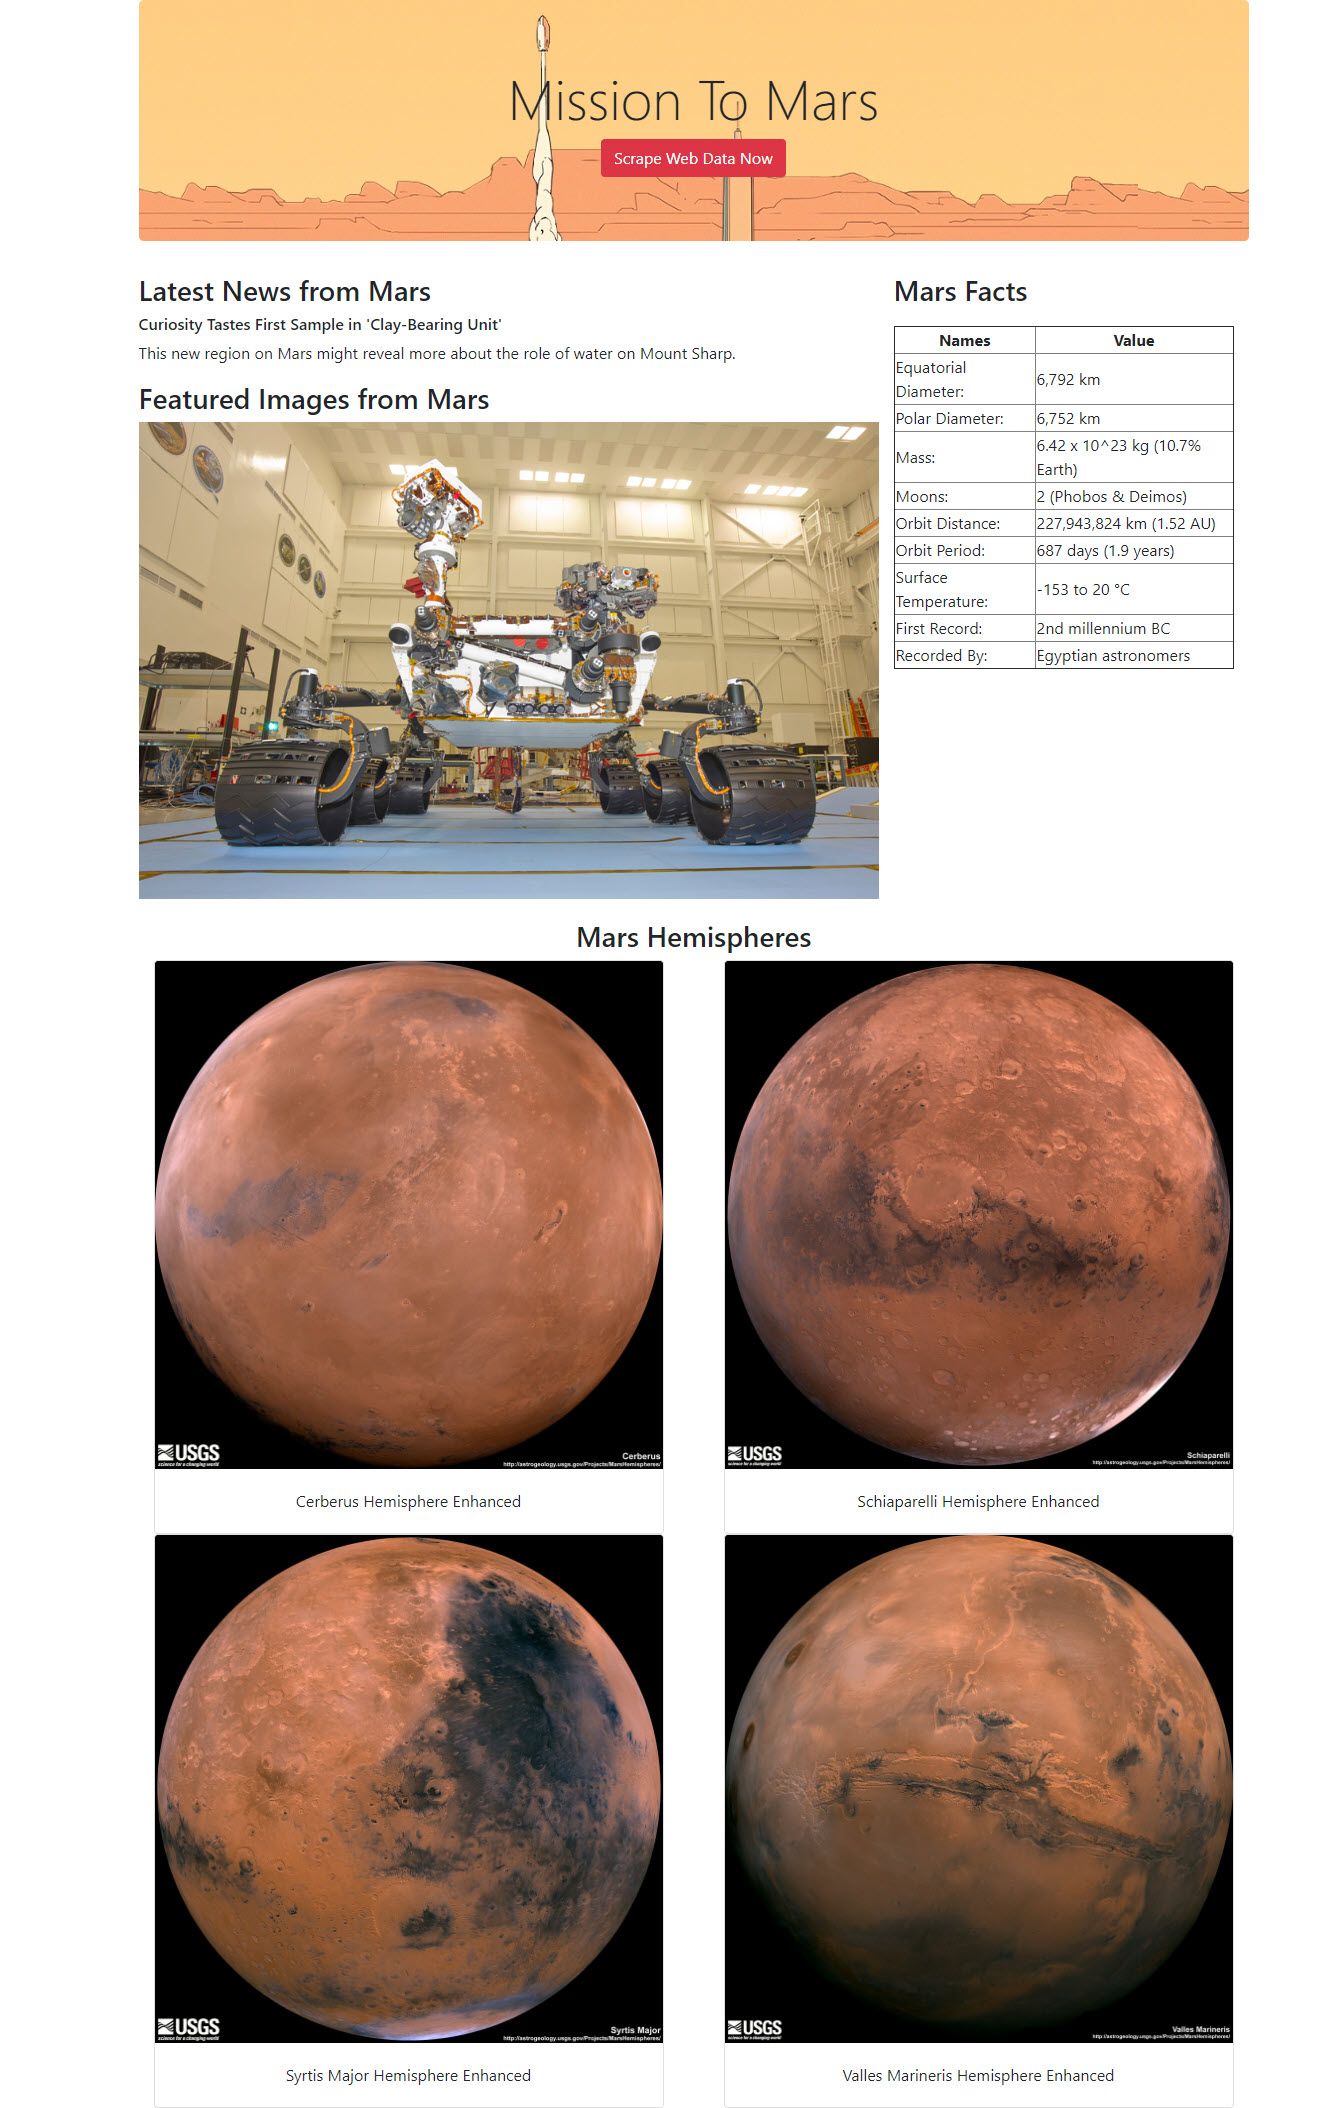 Mission To Mars
Scrape Web Data Now
Latest News from Mars
Curiosity Tastes First Sample in 'Clay-Bearing Unit'
This new region on Mars might reveal more about the role of water on Mount Sharp.
Featured Images from Mars
Mars Facts
Names Value
Equatorial
Diameter: 6,792 km
Polar Diameter: 6,752 km
Mass: 6.42 x 10^23 kg (10.7%
Earth)
Moons: 2 (Phobos & Deimos)
Orbit Distance: 227,943,824 km (1.52 AU)
Orbit Period: 687 days (1.9 years)
Surface
Temperature: -153 to 20 °C
First Record: 2nd millennium BC
Recorded By: Egyptian astronomers
Mars Hemispheres
USGS
science for a changing world
Cerberus
http://astrogeology.usgs.gov/Projects/MarsHemispheres/
Cerberus Hemisphere Enhanced
USGS
science for a changing world
Schiaparelli
http://astrogeology.usgs.gov/Projects/MarsHemispheres/
Schiaparelli Hemisphere Enhanced
USGS
science for a changing world
Syrtis Major
http://astrogeology.usgs.gov/Projects/MarsHemispheres/
Syrtis Major Hemisphere Enhanced
USGS
science for a changing world
Valles Marineris
http://astrogeology.usgs.gov/Projects/MarsHemispheres/
Valles Marineris Hemisphere Enhanced